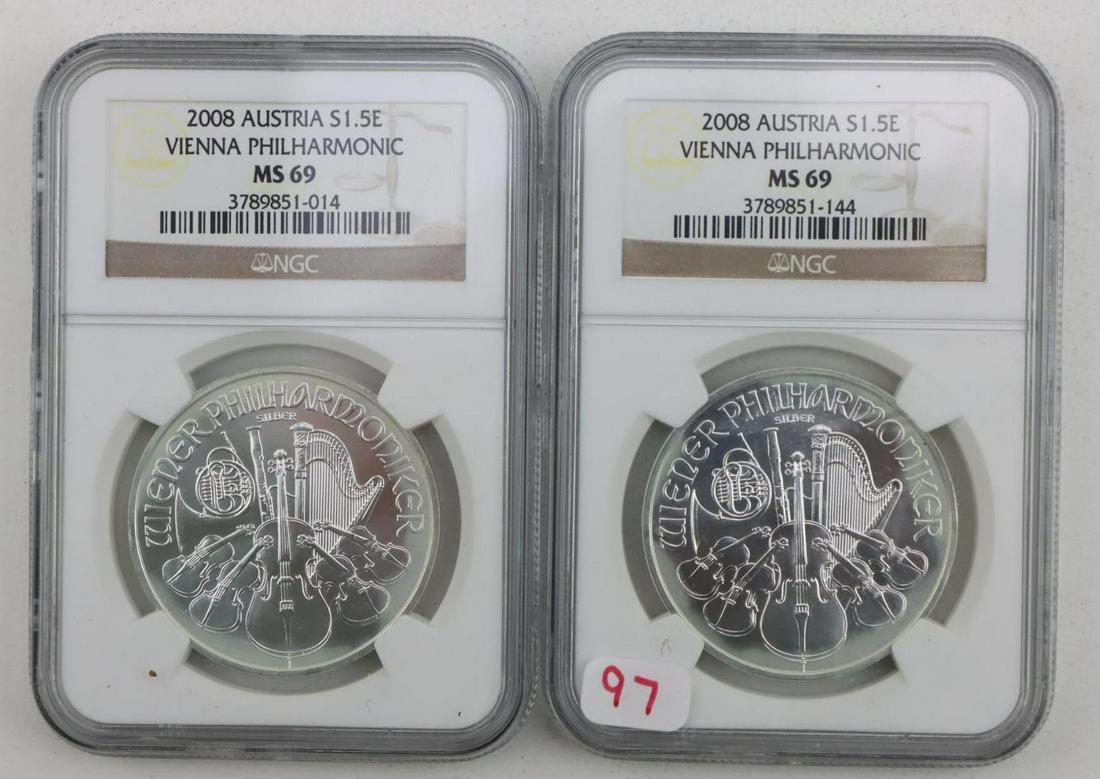 2008 AUSTRIA S1.5E
VIENNA PHILHARMONIC
MS 69
3789851-014
NGC
WIENER PHILHARMONIKER
SILBER
2008 AUSTRIA S1.5E
VIENNA PHILHARMONIC
MS 69
3789851-144
NGC
WIENER PHILHARMONIKER
SILBER
97